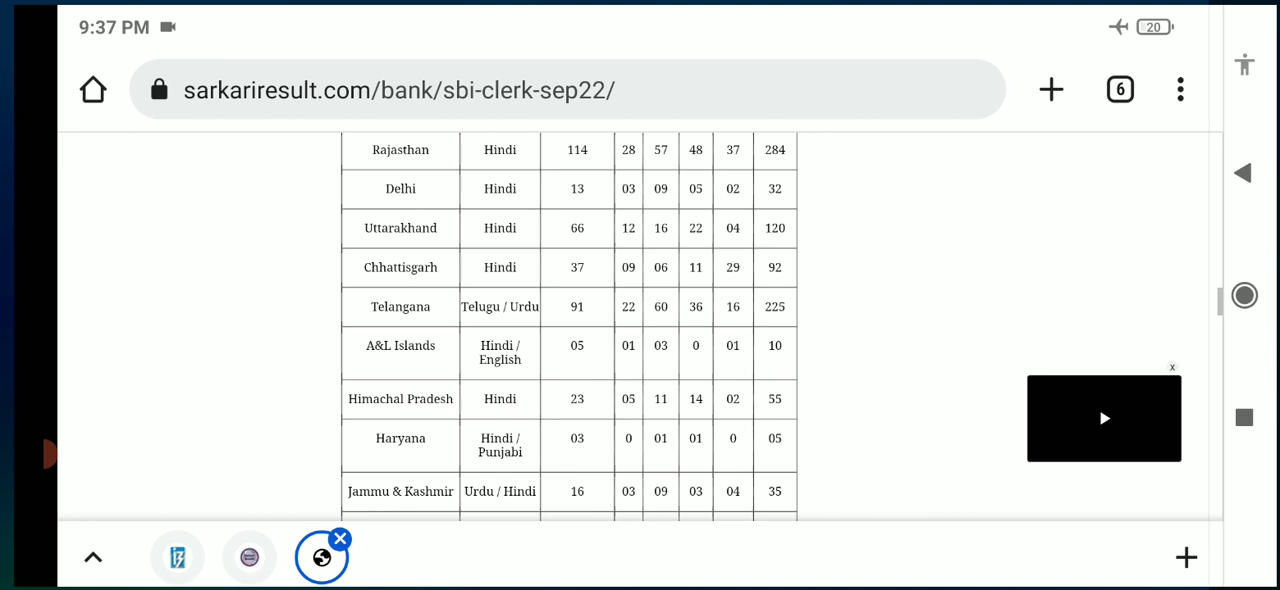 9:37 PM
20
sarkariresult.com/bank/sbi-clerk-sep22/
6
Rajasthan Hindi 114 28 57 48 37 284
Delhi Hindi 13 03 09 05 02 32
Uttarakhand Hindi 66 12 16 22 04 120
Chhattisgarh Hindi 37 09 06 11 29 92
Telangana Telugu / Urdu 91 22 60 36 16 225
A&L Islands Hindi / 05 01 03 0 01 10
English
x
Himachal Pradesh Hindi 23 05 11 14 02 55
Haryana Hindi / 03 0 01 01 0 05
Punjabi
Jammu & Kashmir Urdu / Hindi 16 03 09 03 04 35